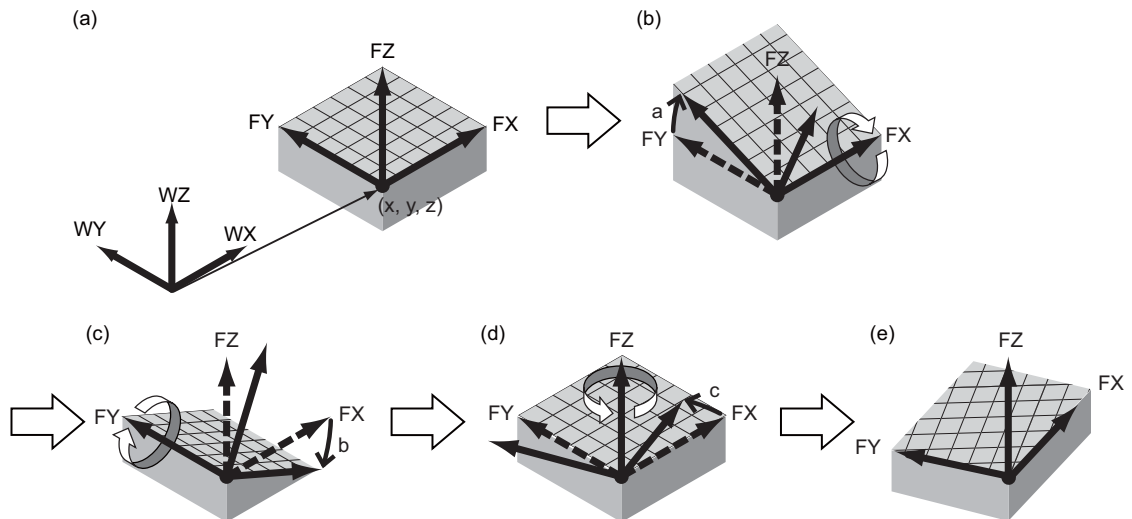 (a)
FZ
FY
FX
(x, y, z)
WZ
WY
WX
(b)
FZ
a
FY
FX
(c)
FZ
FY
FX
b
(d)
FZ
c
FY
FX
(e)
FZ
FX
FY